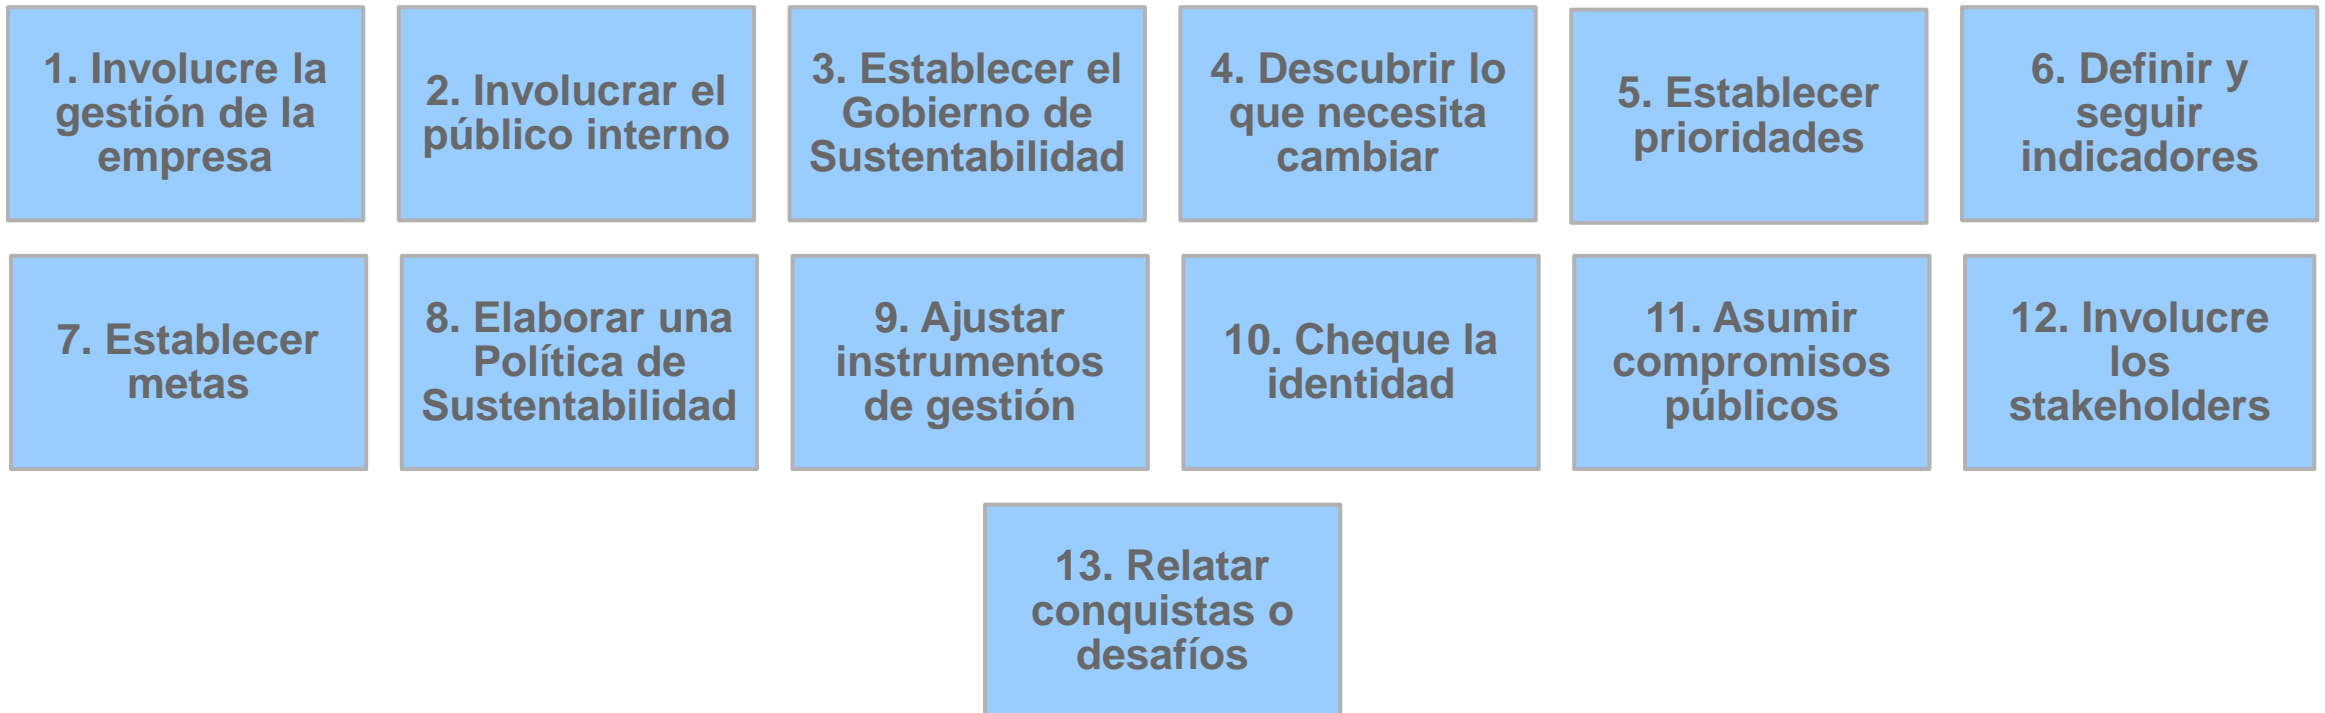 1. Involucre la
gestión de la
empresa
2. Involucrar el
público interno
3. Establecer el
Gobierno de
Sustentabilidad
4. Descubrir lo
que necesita
cambiar
5. Establecer
prioridades
6. Definir y
seguir
indicadores
7. Establecer
metas
8. Elaborar una
Política de
Sustentabilidad
9. Ajustar
instrumentos
de gestión
10. Cheque la
identidad
11. Asumir
compromisos
públicos
12. Involucre
los
stakeholders
13. Relatar
conquistas o
desafíos